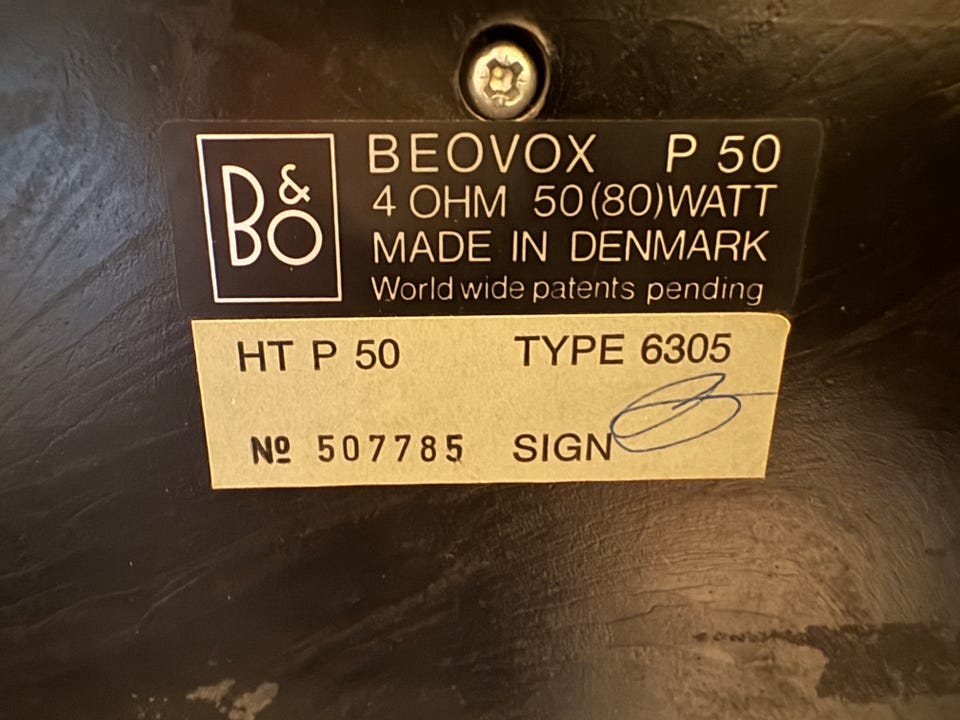 B&O
BEOVOX P 50
4 OHM 50(80)WATT
MADE IN DENMARK
World wide patents pending
HT P 50 TYPE 6305
Nº 507785 SIGN